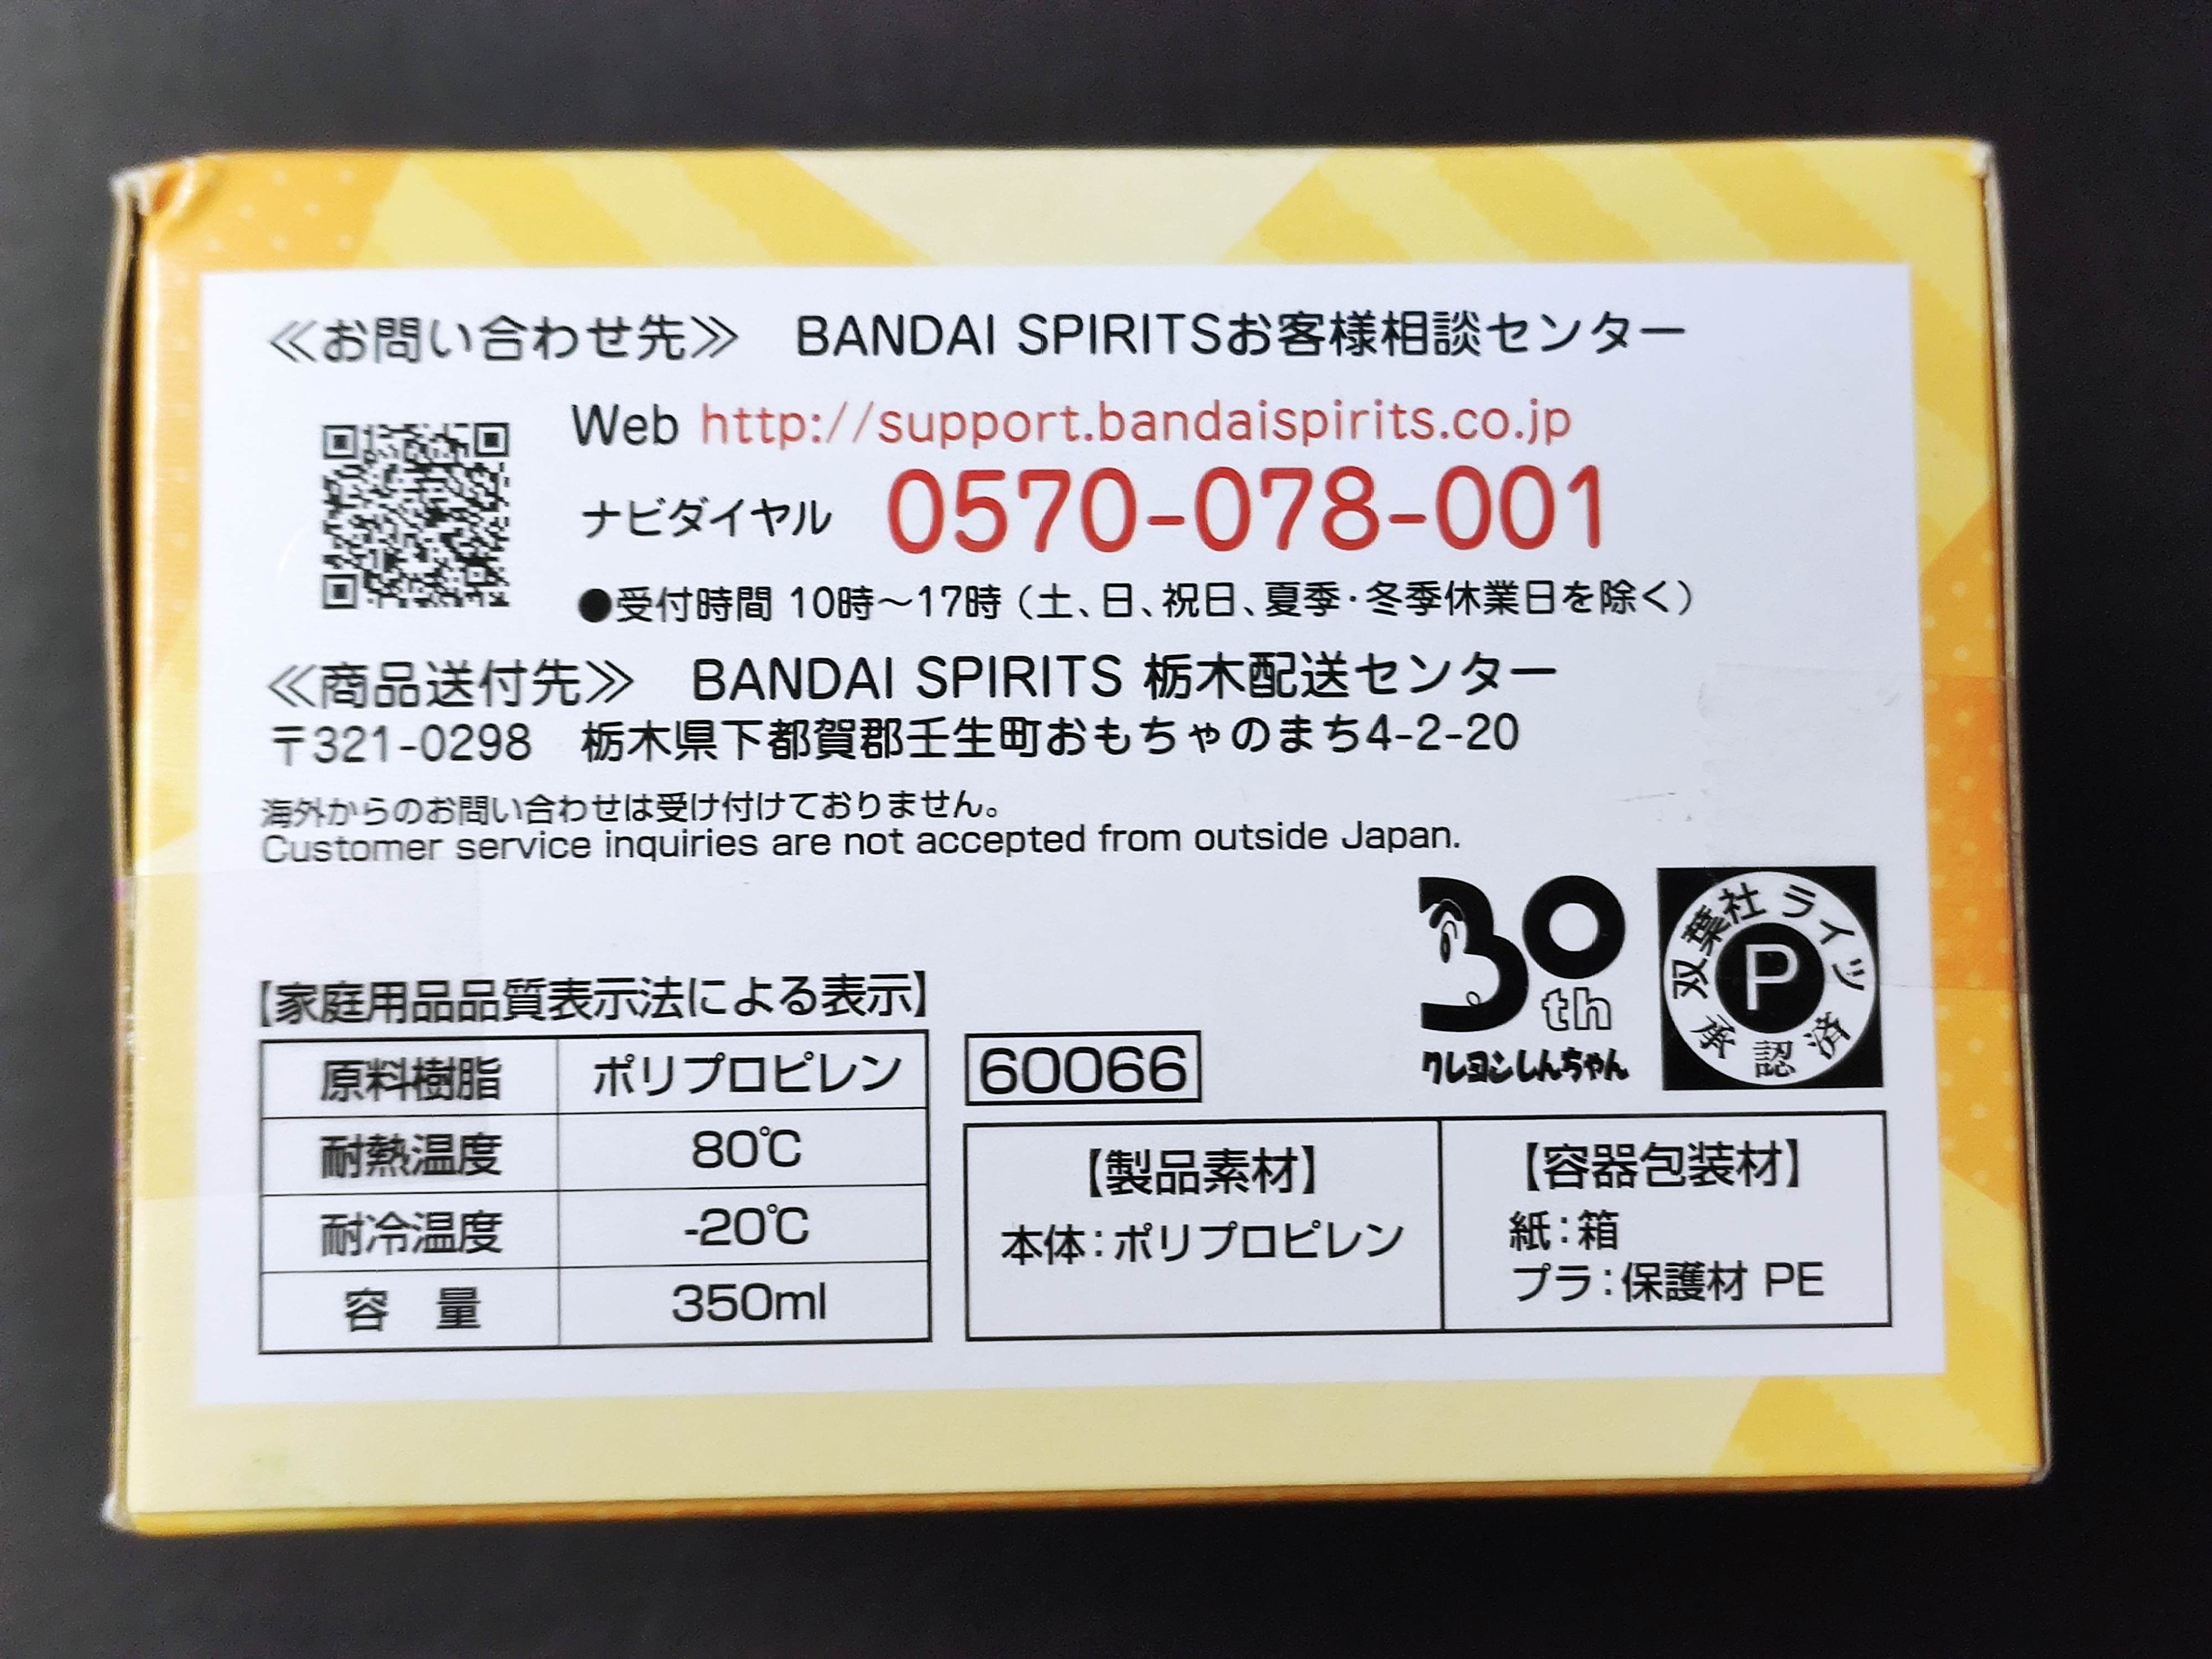 ≪お問い合わせ先≫　BANDAI SPIRITSお客様相談センター
Web http://support.bandaispirits.co.jp
ナビダイヤル 0570-078-001
●受付時間 10時～17時（土、日、祝日、夏季・冬季休業日を除く）
≪商品送付先≫　BANDAI SPIRITS 栃木配送センター
〒321-0298　栃木県下都賀郡壬生町おもちゃのまち4-2-20
海外からのお問い合わせは受け付けておりません。
Customer service inquiries are not accepted from outside Japan.
30th
クレヨンしんちゃん
双葉社ライツ
P
承認済
【家庭用品品質表示法による表示】
原料樹脂 ポリプロピレン
耐熱温度 80℃
耐冷温度 -20℃
容　量 350ml
60066
【製品素材】
本体：ポリプロピレン
【容器包装材】
紙：箱
プラ：保護材 PE